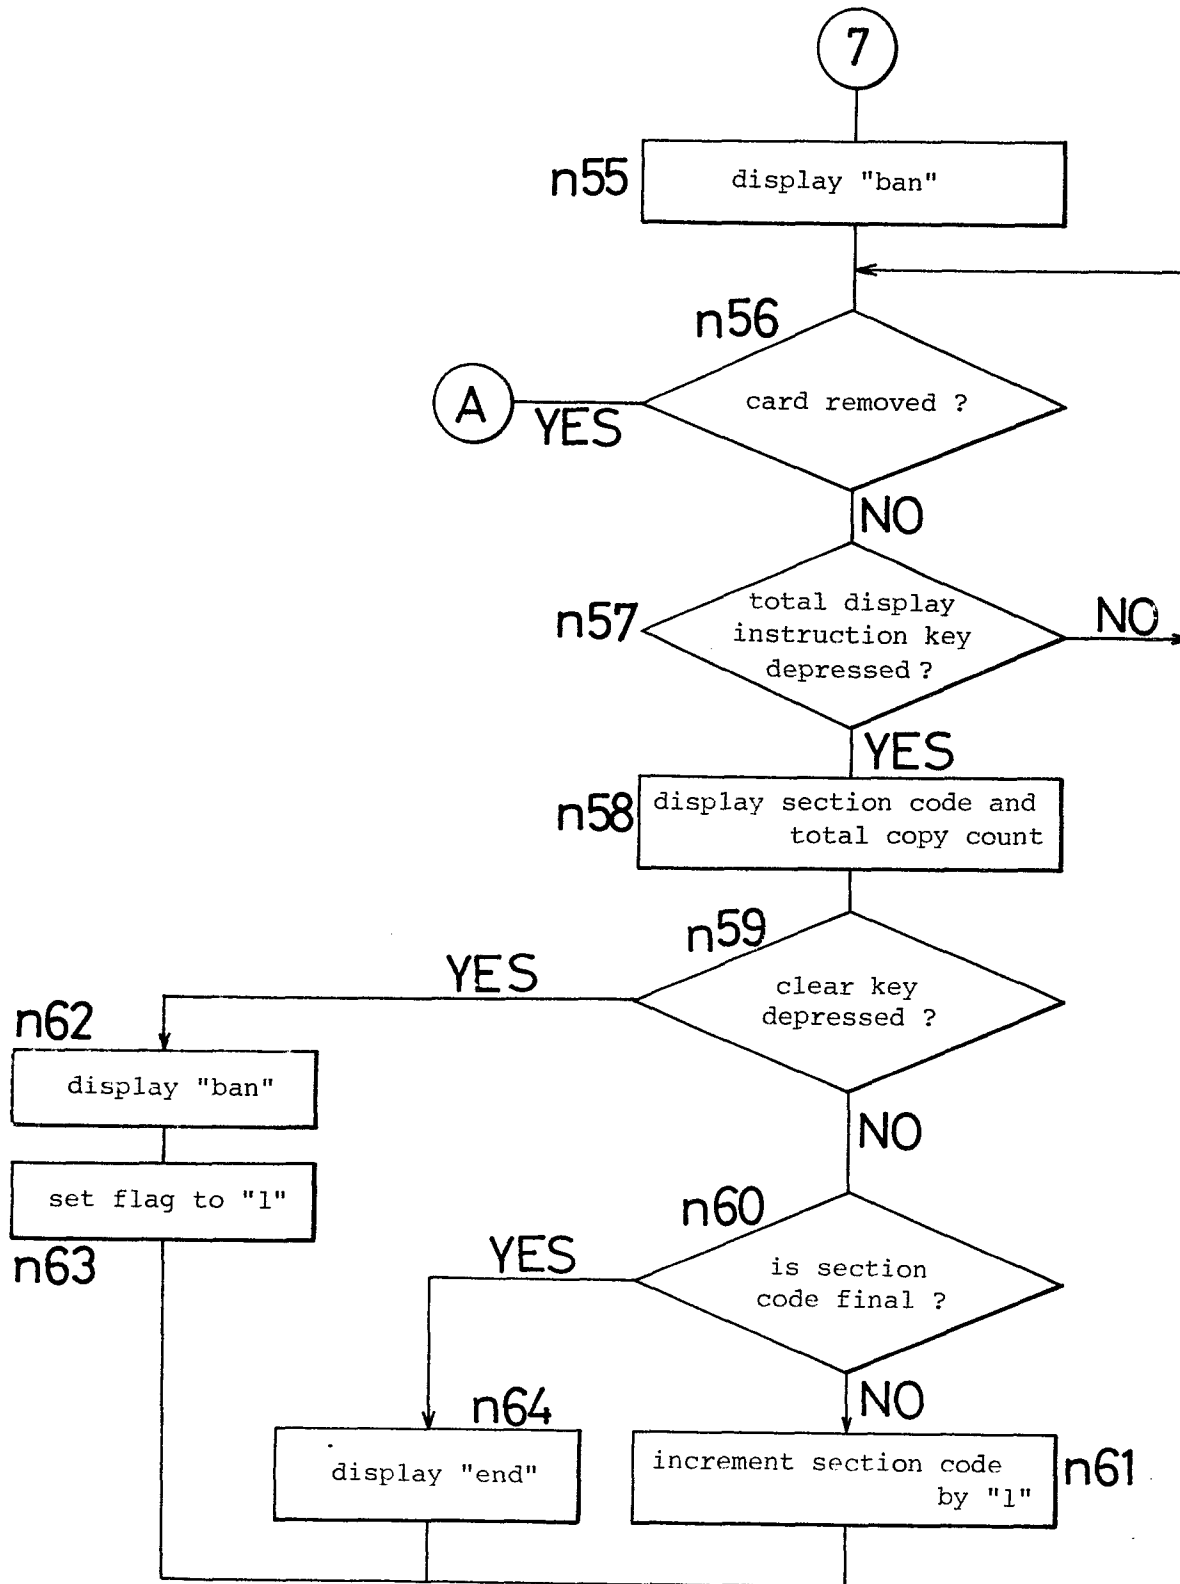 7
n55
display "ban"
n56
card removed ?
A
YES
NO
n57
total display
instruction key
depressed ?
NO
YES
n58
display section code and
total copy count
n59
clear key
depressed ?
YES
n62
display "ban"
NO
set flag to "1"
n63
n60
is section
code final ?
YES
NO
n64
display "end"
increment section code
by "1"
n61